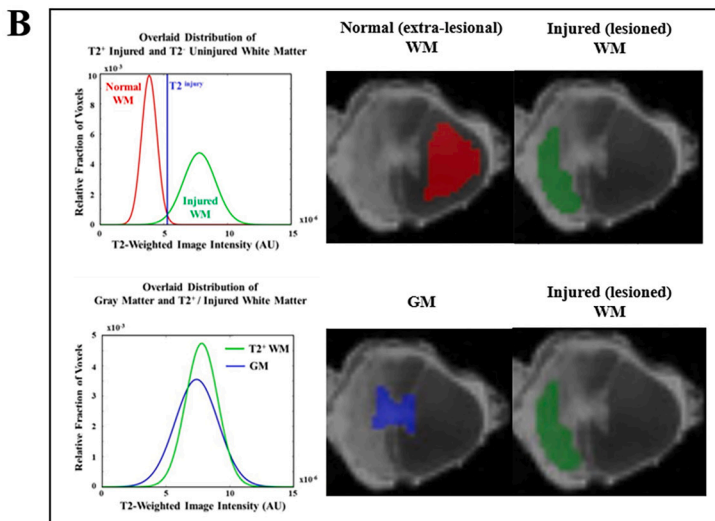 B
Overlaid Distribution of
T2⁺ Injured and T2⁻ Uninjured White Matter
x10⁻³
10
8
6
4
2
0
Relative Fraction of Voxels
Normal
WM
T2 injury
Injured
WM
0
5
10
15
x10⁻⁶
T2-Weighted Image Intensity (AU)
Normal (extra-lesional)
WM
Injured (lesioned)
WM
Overlaid Distribution of
Gray Matter and T2⁺ / Injured White Matter
x10⁻³
5
4
3
2
1
0
Relative Fraction of Voxels
T2⁺ WM
GM
0
5
10
15
x10⁻⁶
T2-Weighted Image Intensity (AU)
GM
Injured (lesioned)
WM